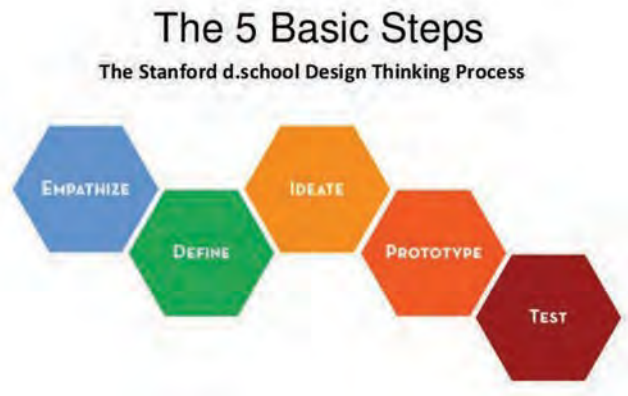 The 5 Basic Steps
The Stanford d.school Design Thinking Process
EMPATHIZE
DEFINE
IDEATE
PROTOTYPE
TEST